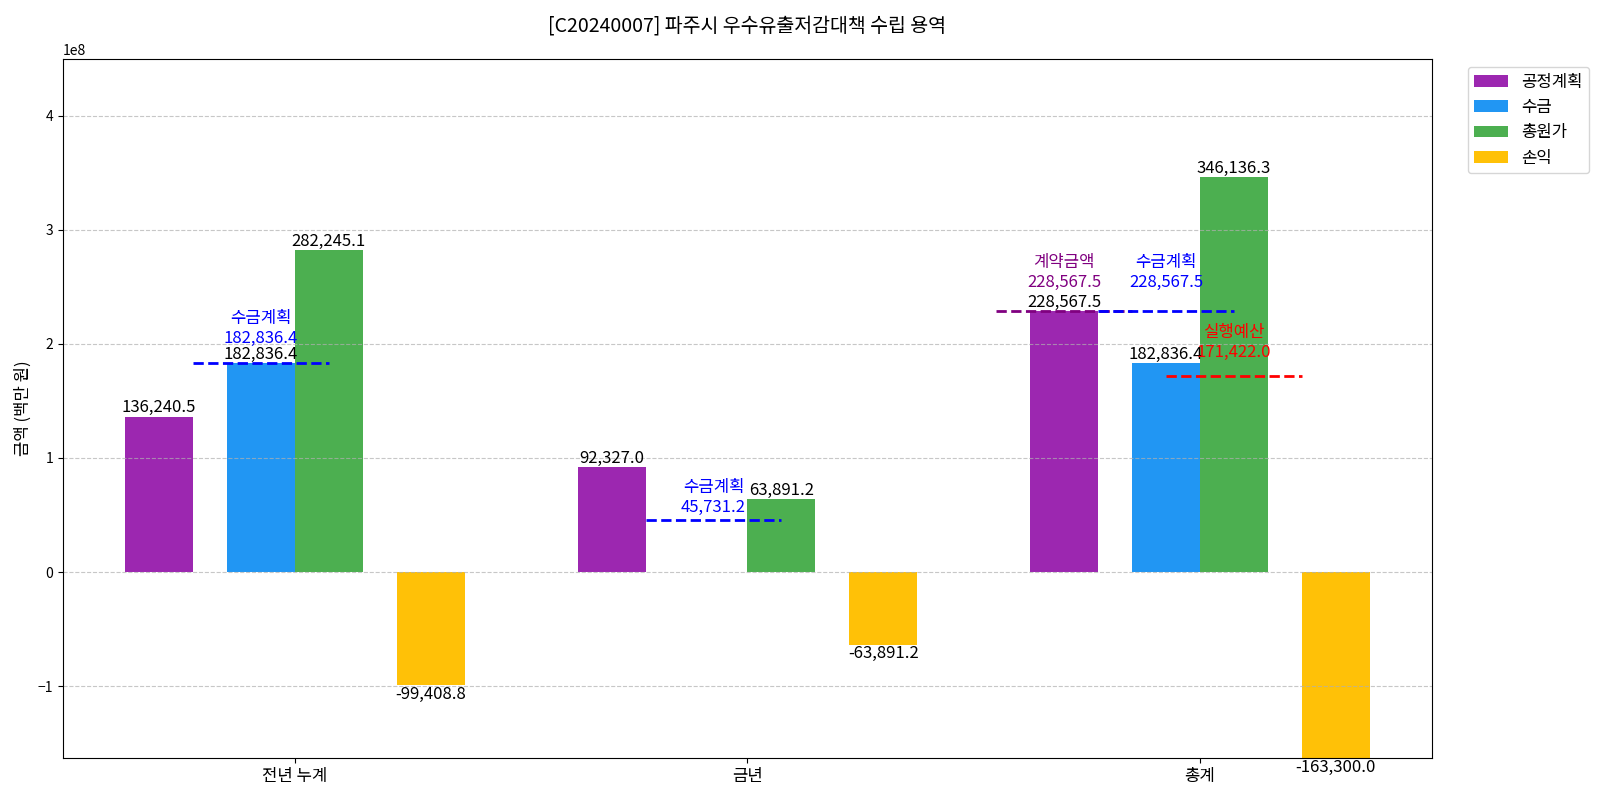 [C20240007] 파주시 우수유출저감대책 수립 용역
1e8
공정계획
수금
총원가
손익
금액 (백만 원)
4
3
2
1
0
−1
136,240.5
수금계획
182,836.4
182,836.4
282,245.1
-99,408.8
92,327.0
수금계획
45,731.2
63,891.2
-63,891.2
계약금액
228,567.5
228,567.5
수금계획
228,567.5
182,836.4
346,136.3
실행예산
171,422.0
-163,300.0
전년 누계
금년
총계